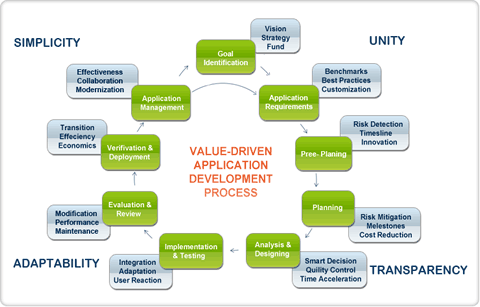 SIMPLICITY
UNITY
Vision
Strategy
Fund
Goal
Identification
Benchmarks
Best Practices
Customization
Application
Requirements
Risk Detection
Timeline
Innovation
Pree- Planing
Planning
Risk Mitigation
Melestones
Cost Reduction
TRANSPARENCY
Smart Decision
Quility Control
Time Acceleration
Analysis &
Designing
Implementation
& Testing
Integration
Adaptation
User Reaction
ADAPTABILITY
Evaluation &
Review
Modification
Performance
Maintenance
Verifivation &
Deployment
Transition
Effeciency
Economics
Application
Management
Effectiveness
Collaboration
Modernization
VALUE-DRIVEN
APPLICATION
DEVELOPMENT
PROCESS